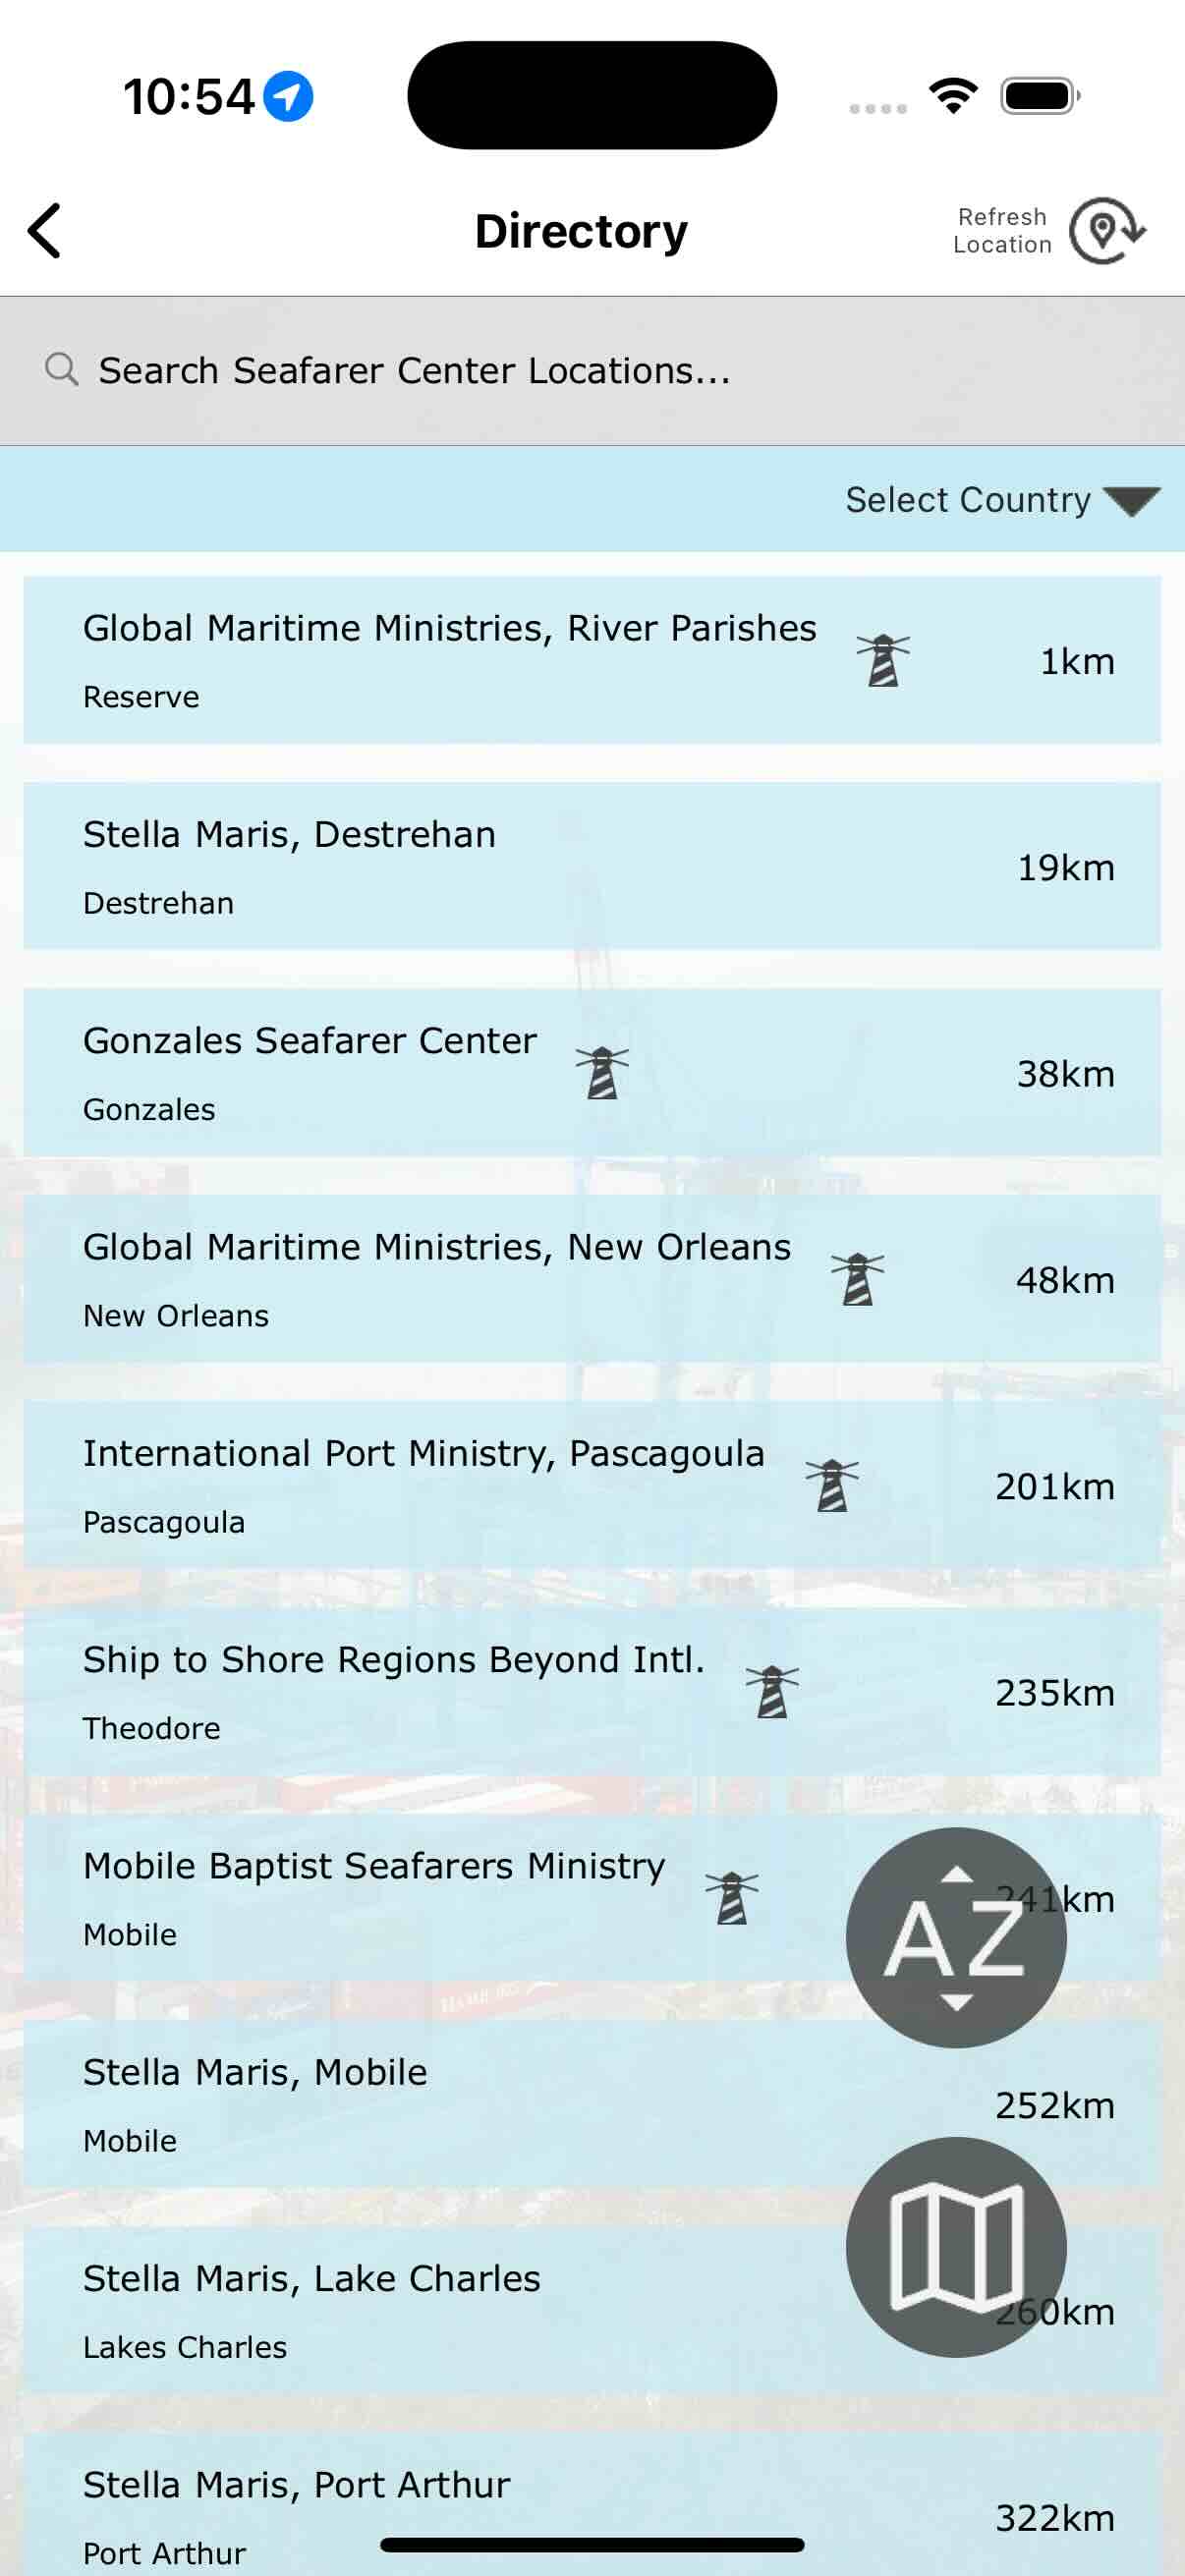 10:54
Directory
Refresh
Location
Search Seafarer Center Locations...
Select Country
Global Maritime Ministries, River Parishes
Reserve
1km
Stella Maris, Destrehan
Destrehan
19km
Gonzales Seafarer Center
Gonzales
38km
Global Maritime Ministries, New Orleans
New Orleans
48km
International Port Ministry, Pascagoula
Pascagoula
201km
Ship to Shore Regions Beyond Intl.
Theodore
235km
Mobile Baptist Seafarers Ministry
Mobile
241km
AZ
Stella Maris, Mobile
Mobile
252km
Stella Maris, Lake Charles
Lakes Charles
260km
Stella Maris, Port Arthur
Port Arthur
322km